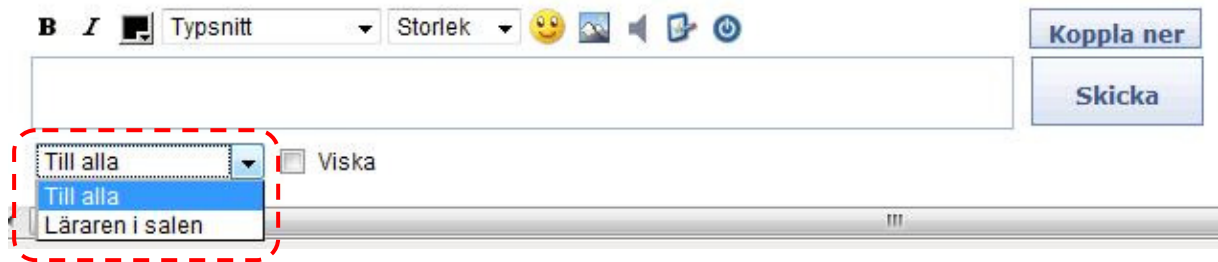 B I Typsnitt Storlek Koppla ner
Skicka
Till alla Viska
Till alla
Läraren i salen